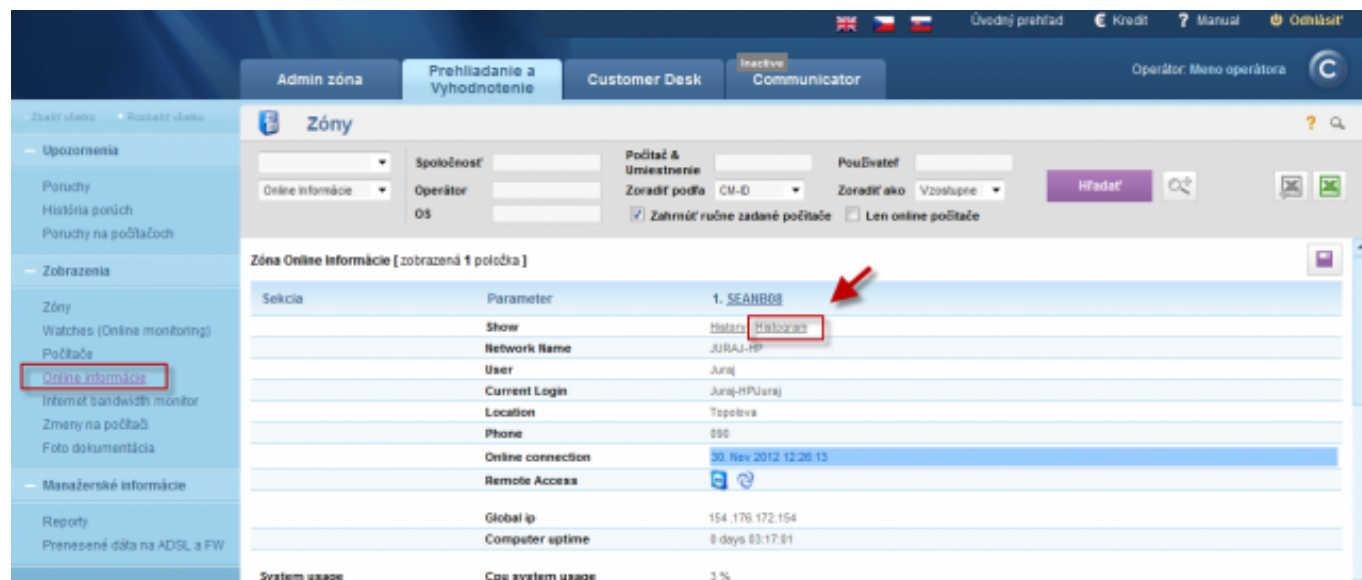 Úvodný prehľad € Kredit ? Manual Odhlásiť
Admin zóna
Prehliadanie a
Vyhodnotenie
Customer Desk
Inactive
Communicator
Operátor: Meno operátora
- Zbaliť všetko + Rozbaliť všetko
Zóny
Upozornenia
Poruchy
História porúch
Poruchy na počítačoch
Zobrazenia
Zóny
Watches (Online monitoring)
Počítače
Online informácie
Internet bandwidth monitor
Zmeny na počítači
Foto dokumentácia
Manažerské informácie
Reporty
Prenesené dáta na ADSL a FW
Spoločnosť
Počítač &
Umiestnenie
Používateľ
Online Informácie
Operátor
Zoradiť podľa CM-ID
Zoradiť ako Vzostupne
Hľadať
OS
Zahrnúť ručne zadané počítače
Len online počítače
Zóna Online Informácie [ zobrazená 1 položka ]
Sekcia Parameter 1. SEANB08
Show History Histogram
Network Name JURAJ-HP
User Juraj
Current Login Juraj-HP\Juraj
Location Topolova
Phone 090
Online connection 30. Nov 2012 12:26:13
Remote Access
Global ip 154.176.172.154
Computer uptime 0 days 03:17:01
System usage Cpu system usage 3 %